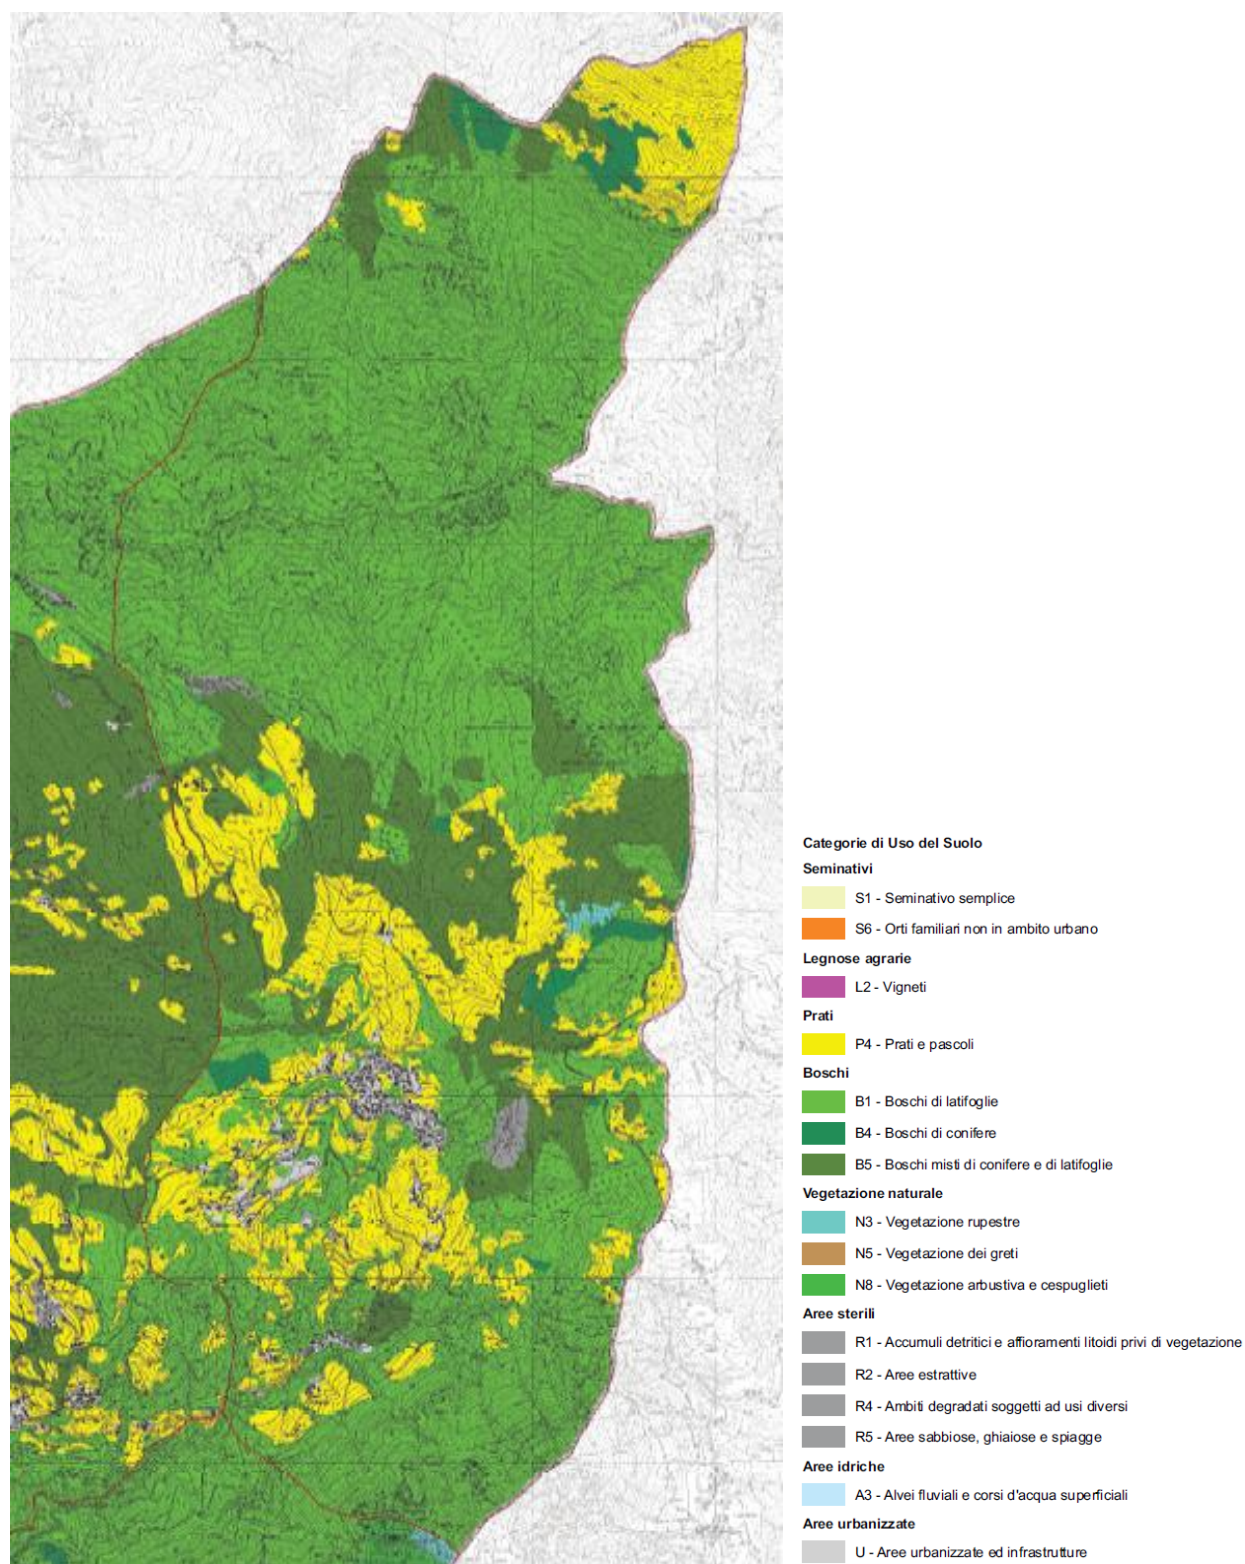 Categorie di Uso del Suolo
Seminativi
S1 - Seminativo semplice
S6 - Orti familiari non in ambito urbano
Legnose agrarie
L2 - Vigneti
Prati
P4 - Prati e pascoli
Boschi
B1 - Boschi di latifoglie
B4 - Boschi di conifere
B5 - Boschi misti di conifere e di latifoglie
Vegetazione naturale
N3 - Vegetazione rupestre
N5 - Vegetazione dei greti
N8 - Vegetazione arbustiva e cespuglieti
Aree sterili
R1 - Accumuli detritici e affioramenti litoidi privi di vegetazione
R2 - Aree estrattive
R4 - Ambiti degradati soggetti ad usi diversi
R5 - Aree sabbiose, ghiaiose e spiagge
Aree idriche
A3 - Alvei fluviali e corsi d'acqua superficiali
Aree urbanizzate
U - Aree urbanizzate ed infrastrutture